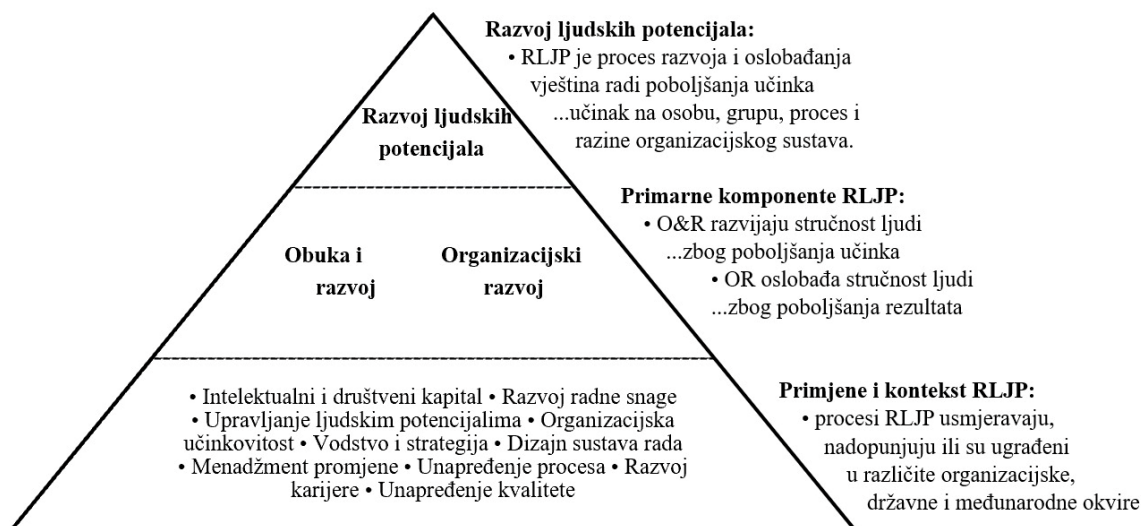 Razvoj ljudskih potencijala:
• RLJP je proces razvoja i oslobađanja
vještina radi poboljšanja učinka
...učinak na osobu, grupu, proces i
razine organizacijskog sustava.
Razvoj ljudskih
potencijala
Primarne komponente RLJP:
• O&R razvijaju stručnost ljudi
...zbog poboljšanja učinka
• OR oslobađa stručnost ljudi
...zbog poboljšanja rezultata
Obuka i
razvoj
Organizacijski
razvoj
Primjene i kontekst RLJP:
• procesi RLJP usmjeravaju,
nadopunjuju ili su ugrađeni
u različite organizacijske,
državne i međunarodne okvire
• Intelektualni i društveni kapital • Razvoj radne snage
• Upravljanje ljudskim potencijalima • Organizacijska
učinkovitost • Vodstvo i strategija • Dizajn sustava rada
• Menadžment promjene • Unapređenje procesa • Razvoj
karijere • Unapređenje kvalitete